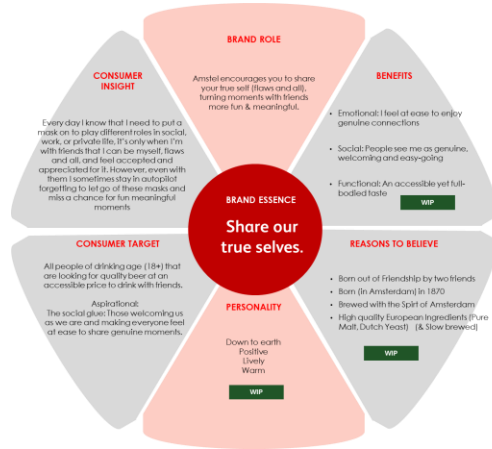 BRAND ROLE
Amstel encourages you to share
your true self (flaws and all),
turning moments with friends
more fun & meaningful.
CONSUMER
INSIGHT
Every day I know that I need to put a
mask on to play different roles in social,
work, or private life, it's only when I'm
with friends that I can be myself, flaws
and all, and feel accepted and
appreciated for it. However, even with
them I sometimes stay in autopilot
forgetting to let go of these masks and
miss a chance for fun meaningful
moments
BENEFITS
• Emotional: I feel at ease to enjoy
genuine connections
• Social: People see me as genuine,
welcoming and easy-going
• Functional: An accessible yet full-
bodied taste
WIP
BRAND ESSENCE
Share our
true selves.
CONSUMER TARGET
All people of drinking age (18+) that
are looking for quality beer at an
accessible price to drink with friends.
Aspirational:
The social glue; Those welcoming us
as we are and making everyone feel
at ease to share genuine moments.
PERSONALITY
Down to earth
Positive
Lively
Warm
WIP
REASONS TO BELIEVE
• Born out of Friendship by two friends
• Born (in Amsterdam) in 1870
• Brewed with the Spirt of Amsterdam
• High quality European Ingredients (Pure
Malt, Dutch Yeast) (& Slow brewed)
WIP